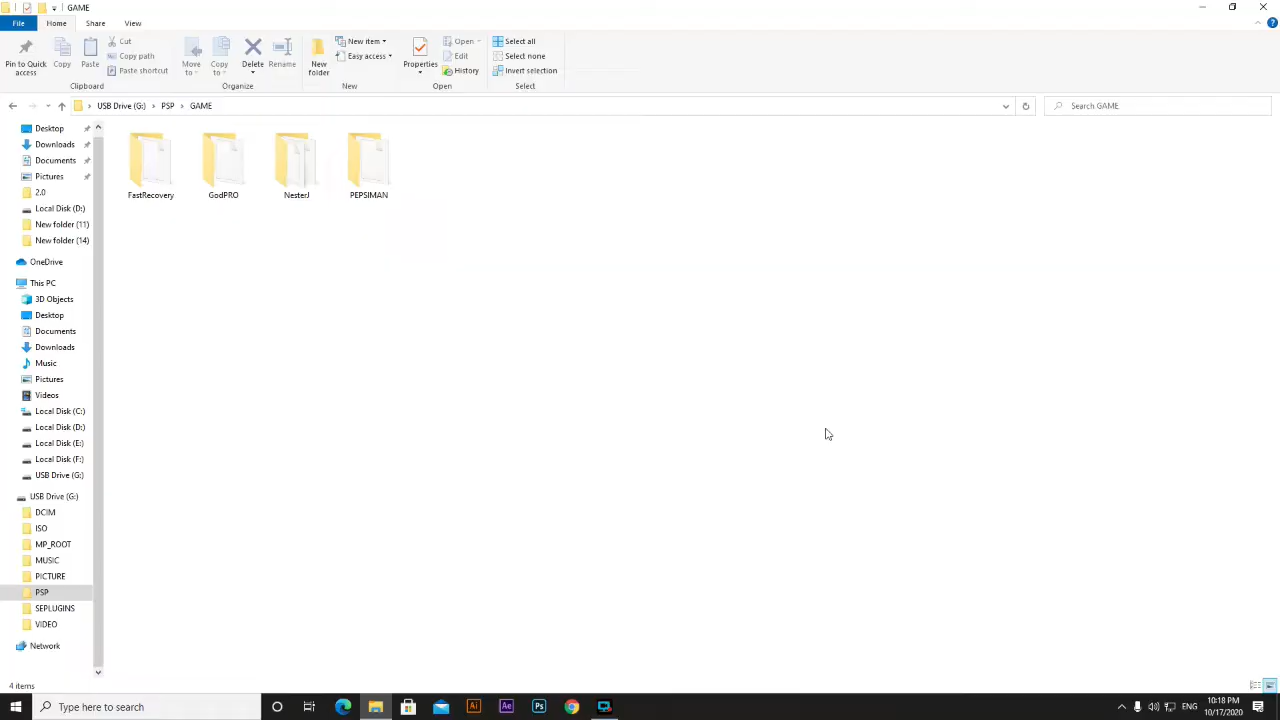 GAME
File Home Share View
Pin to Quick access
Copy
Paste
Cut
Copy path
Paste shortcut
Clipboard
Move to
Copy to
Delete
Rename
Organize
New folder
New item
Easy access
New
Properties
Open
Edit
History
Open
Select all
Select none
Invert selection
Select
USB Drive (G:) PSP GAME
Search GAME
Desktop
Downloads
Documents
Pictures
2.0
Local Disk (D:)
New folder (11)
New folder (14)
OneDrive
This PC
3D Objects
Desktop
Documents
Downloads
Music
Pictures
Videos
Local Disk (C:)
Local Disk (D:)
Local Disk (E:)
Local Disk (F:)
USB Drive (G:)
USB Drive (G:)
DCIM
ISO
MP_ROOT
MUSIC
PICTURE
PSP
SEPLUGINS
VIDEO
Network
FastRecovery
GodPRO
NesterJ
PEPSIMAN
4 items
Type here to search
Ai
Ae
Ps
ENG
10:18 PM
10/17/2020